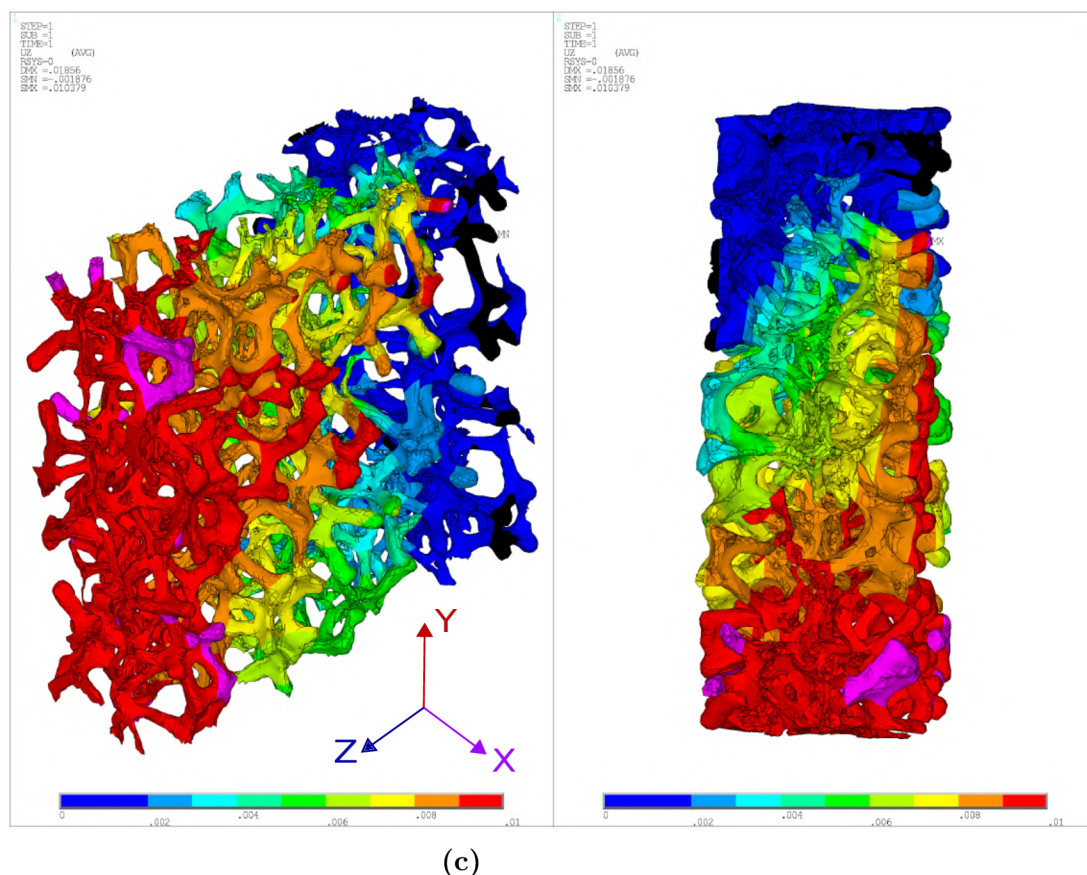 1
STEP=1
SUB =1
TIME=1
UZ (AVG)
RSYS=0
DMX =.01856
SMN =-.001876
SMX =.010379
MN
Y
Z
X
0 .002 .004 .006 .008 .01
2
STEP=1
SUB =1
TIME=1
UZ (AVG)
RSYS=0
DMX =.01856
SMN =-.001876
SMX =.010379
MX
0 .002 .004 .006 .008 .01
(c)